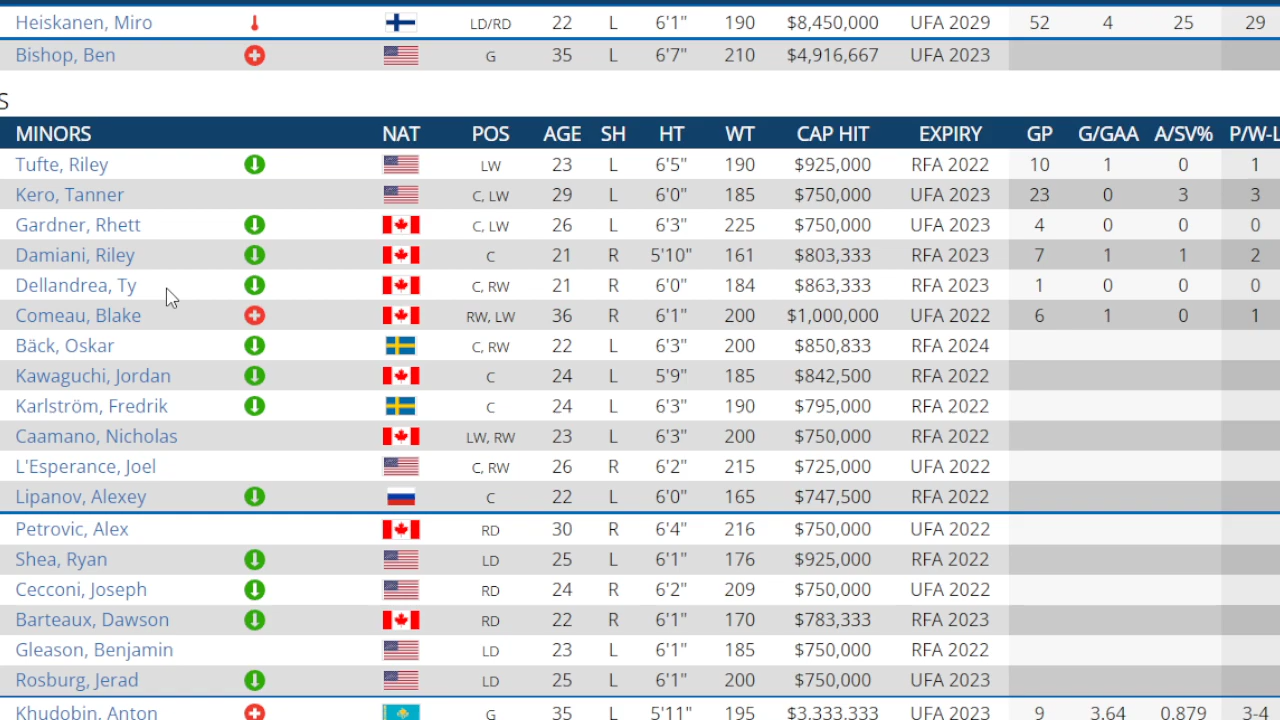 Heiskanen, Miro LD/RD 22 L 6'1" 190 $8,450,000 UFA 2029 52 4 25 29
Bishop, Ben G 35 L 6'7" 210 $4,916,667 UFA 2023
S
MINORS NAT POS AGE SH HT WT CAP HIT EXPIRY GP G/GAA A/SV% P/W-L
Tufte, Riley LW 23 L 6'5" 190 $925,000 RFA 2022 10 1 0 1
Kero, Tanner C, LW 29 L 6'0" 185 $750,000 UFA 2023 23 0 3 3
Gardner, Rhett C, LW 26 L 6'3" 225 $750,000 UFA 2023 4 0 0 0
Damiani, Riley C 21 R 5'10" 161 $803,333 RFA 2023 7 1 1 2
Dellandrea, Ty C, RW 21 R 6'0" 184 $863,333 RFA 2023 1 0 0 0
Comeau, Blake RW, LW 36 R 6'1" 200 $1,000,000 UFA 2022 6 1 0 1
Bäck, Oskar C, RW 22 L 6'3" 200 $850,833 RFA 2024
Kawaguchi, Jordan C 24 L 5'9" 185 $842,500 RFA 2022
Karlström, Fredrik C 24 L 6'3" 190 $795,000 RFA 2022
Caamano, Nicholas LW, RW 23 L 6'3" 200 $750,000 RFA 2022
L'Esperance, Joel C, RW 26 R 6'2" 215 $725,000 UFA 2022
Lipanov, Alexey C 22 L 6'0" 165 $747,500 RFA 2022
Petrovic, Alex RD 30 R 6'4" 216 $750,000 UFA 2022
Shea, Ryan LD 25 L 6'1" 176 $925,000 RFA 2022
Cecconi, Joseph RD 24 R 209 $750,000 RFA 2022
Barteaux, Dawson RD 22 R 6'1" 170 $783,333 RFA 2023
Gleason, Benjamin LD 23 L 6'1" 185 $750,000 RFA 2022
Rosburg, Jerad LD 25 L 6'1" 200 $750,000 UFA 2023
Khudobin, Anton G 35 L 5'11" 195 $3,333,333 UFA 2023 9 3.64 0.879 3-4